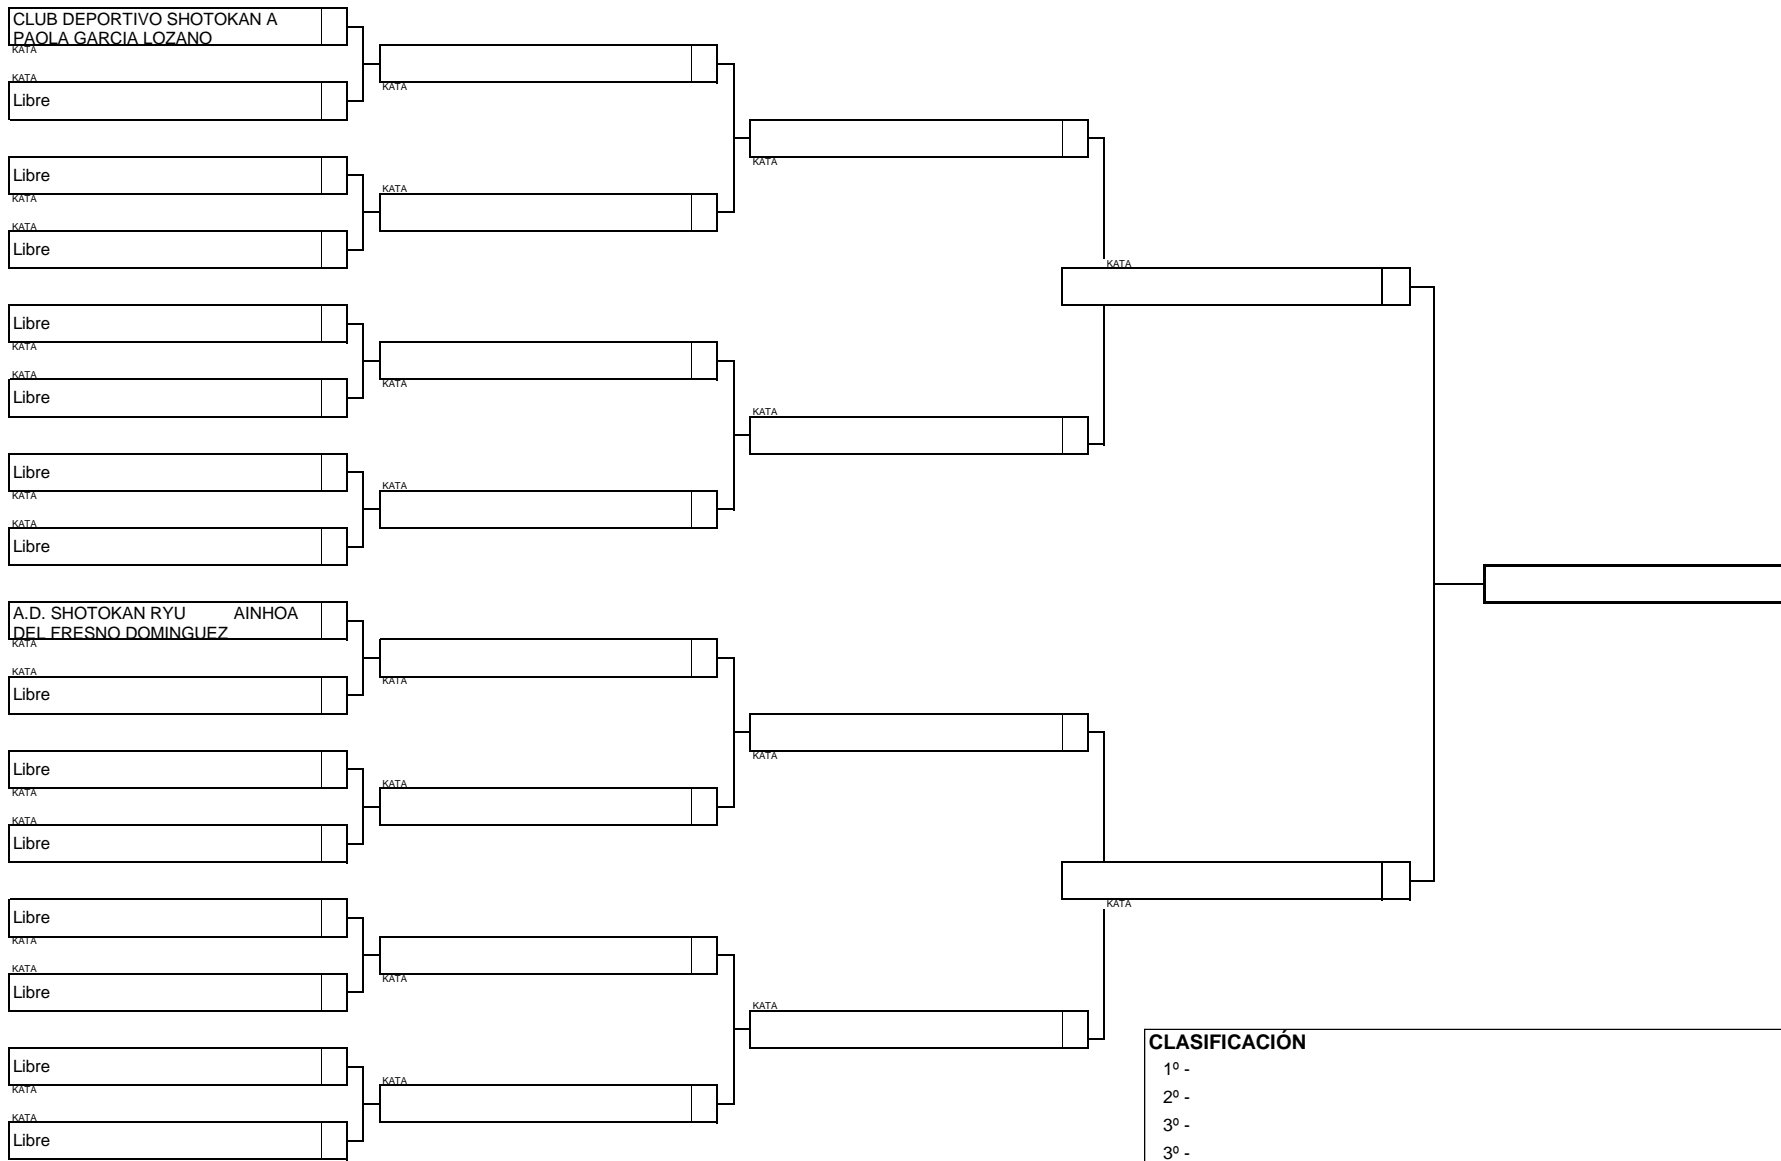 CLUB DEPORTIVO SHOTOKAN A
PAOLA GARCIA LOZANO
KATA
KATA
Libre
Libre
KATA
KATA
Libre
Libre
KATA
KATA
Libre
Libre
KATA
KATA
Libre
A.D. SHOTOKAN RYU AINHOA
DEL FRESNO DOMINGUEZ
KATA
KATA
Libre
Libre
KATA
KATA
Libre
Libre
KATA
KATA
Libre
Libre
KATA
KATA
Libre
KATA
KATA
KATA
KATA
KATA
KATA
KATA
KATA
KATA
KATA
KATA
KATA
KATA
KATA
CLASIFICACIÓN
1º -
2º -
3º -
3º -